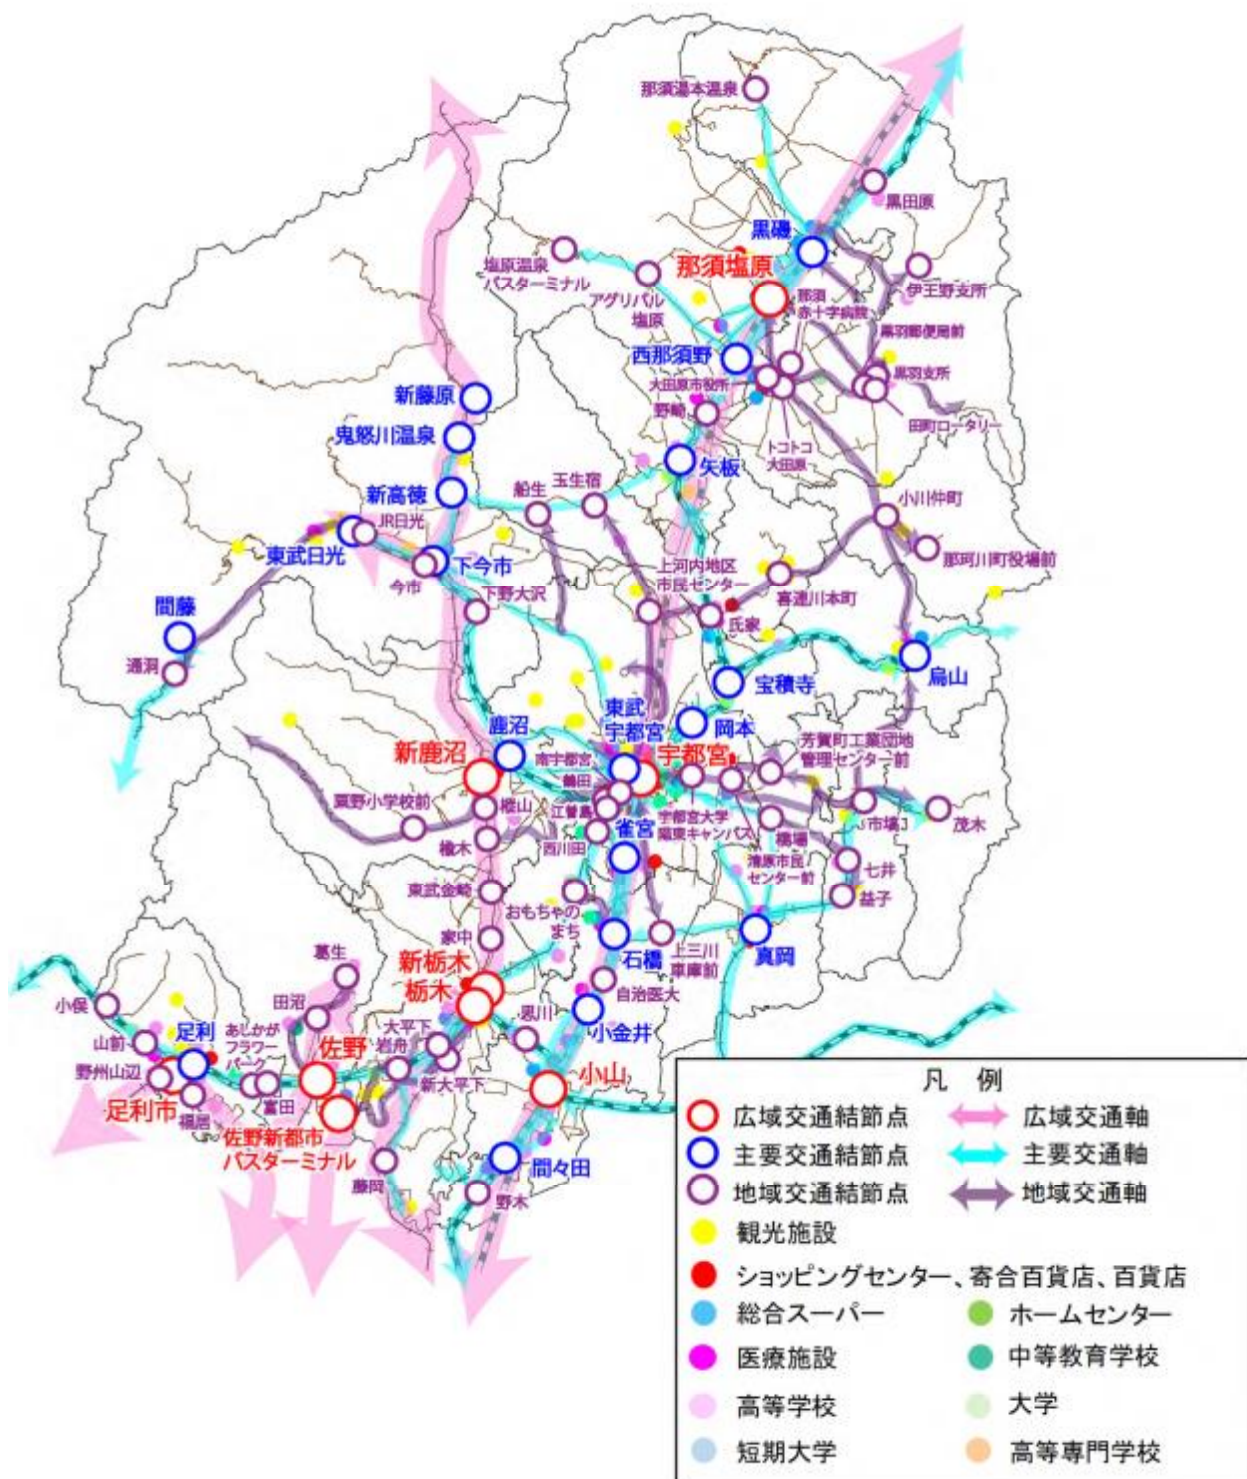 那須湯本温泉
黒田原
黒磯
塩原温泉
バスターミナル
那須塩原
アグリパル
塩原
那須
赤十字病院
伊王野支所
黒羽郵便局前
西那須野
大田原市役所
黒羽支所
新藤原
野崎
田町ロータリー
鬼怒川温泉
トコトコ
大田原
矢板
新高徳
船生
玉生宿
小川仲町
JR日光
東武日光
那珂川町役場前
下今市
今市
上河内地区
市民センター
喜連川本町
下野大沢
氏家
間藤
通洞
烏山
宝積寺
東武
宇都宮
岡本
鹿沼
芳賀町工業団地
管理センター前
新鹿沼
南宇都宮
宇都宮
鶴田
粟野小学校前
樅山
江曽島
宇都宮大学
陽東キャンパス
市塙
茂木
雀宮
橋場
楡木
西川田
清原市民
センター前
七井
東武金崎
益子
おもちゃの
まち
家中
石橋
上三川
車庫前
真岡
新栃木
葛生
栃木
自治医大
小俣
田沼
思川
小金井
山前
足利
あしかが
フラワー
パーク
大平下
岩舟
佐野
野州山辺
新大平下
小山
足利市
福居
富田
佐野新都市
バスターミナル
間々田
藤岡
野木
凡 例
広域交通結節点
広域交通軸
主要交通結節点
主要交通軸
地域交通結節点
地域交通軸
観光施設
ショッピングセンター、寄合百貨店、百貨店
総合スーパー
ホームセンター
医療施設
中等教育学校
高等学校
大学
短期大学
高等専門学校